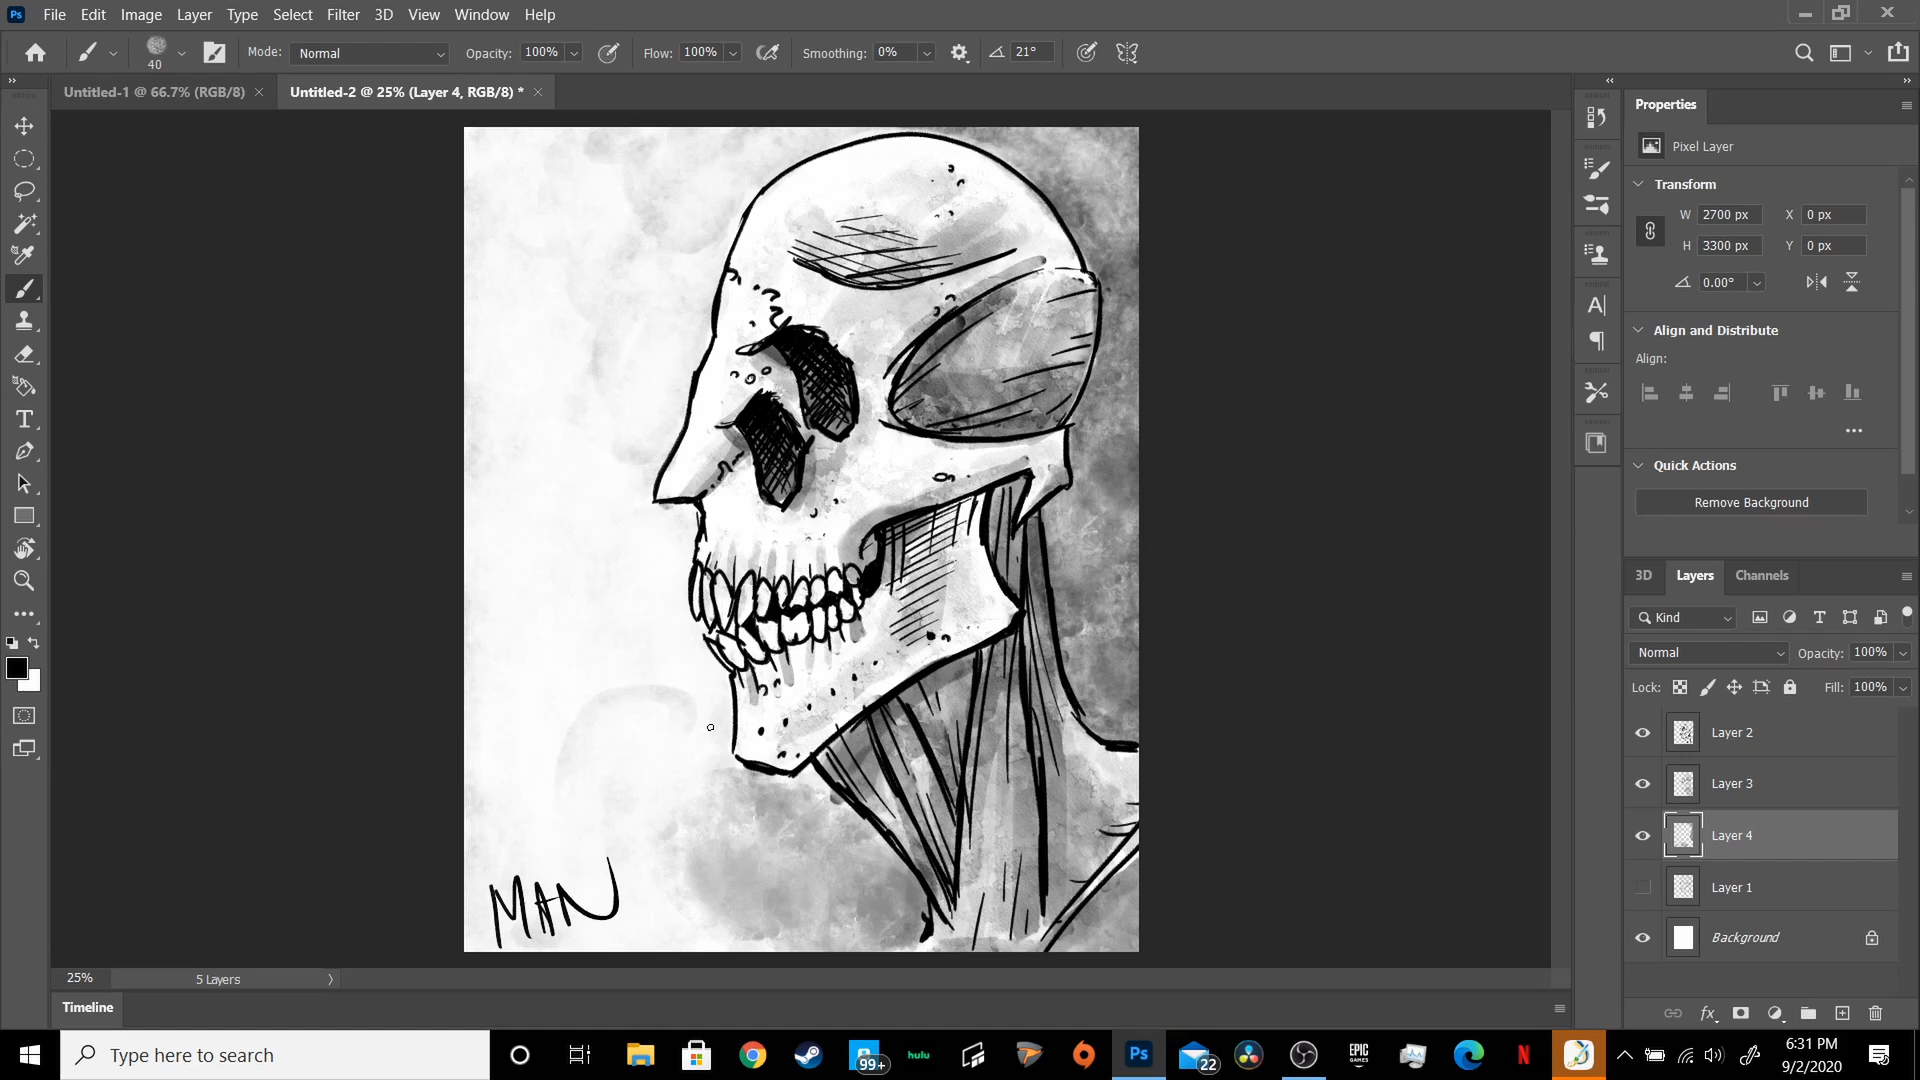 Ps File Edit Image Layer Type Select Filter 3D View Window Help
40 Mode: Normal Opacity: 100% Flow: 100% Smoothing: 0% 21°
Untitled-1 @ 66.7% (RGB/8) × Untitled-2 @ 25% (Layer 4, RGB/8) * ×
Properties
Pixel Layer
Transform
W 2700 px X 0 px
H 3300 px Y 0 px
0.00°
Align and Distribute
Align:
Quick Actions
Remove Background
3D Layers Channels
Kind
Normal Opacity: 100%
Lock: Fill: 100%
Layer 2
Layer 3
Layer 4
Layer 1
Background
MAN
25% 5 Layers
Timeline
Type here to search
99+ hulu Ps 22 EPIC GAMES N
6:31 PM
9/2/2020